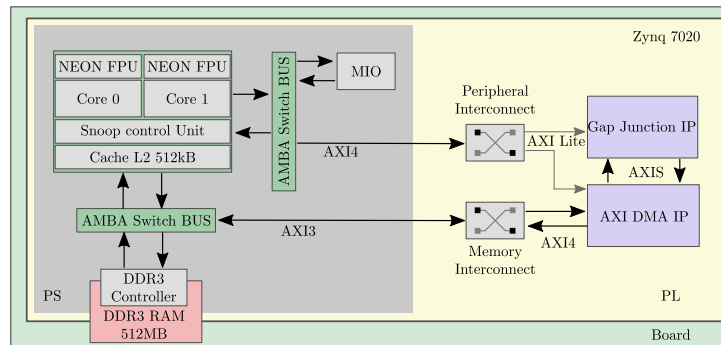 Zynq 7020
NEON FPU
NEON FPU
Core 0
Core 1
Snoop control Unit
Cache L2 512kB
AMBA Switch BUS
MIO
AXI4
Peripheral
Interconnect
AXI Lite
Gap Junction IP
AXIS
AXI DMA IP
AMBA Switch BUS
AXI3
AXI4
Memory
Interconnect
DDR3
Controller
DDR3 RAM
512MB
PS
PL
Board